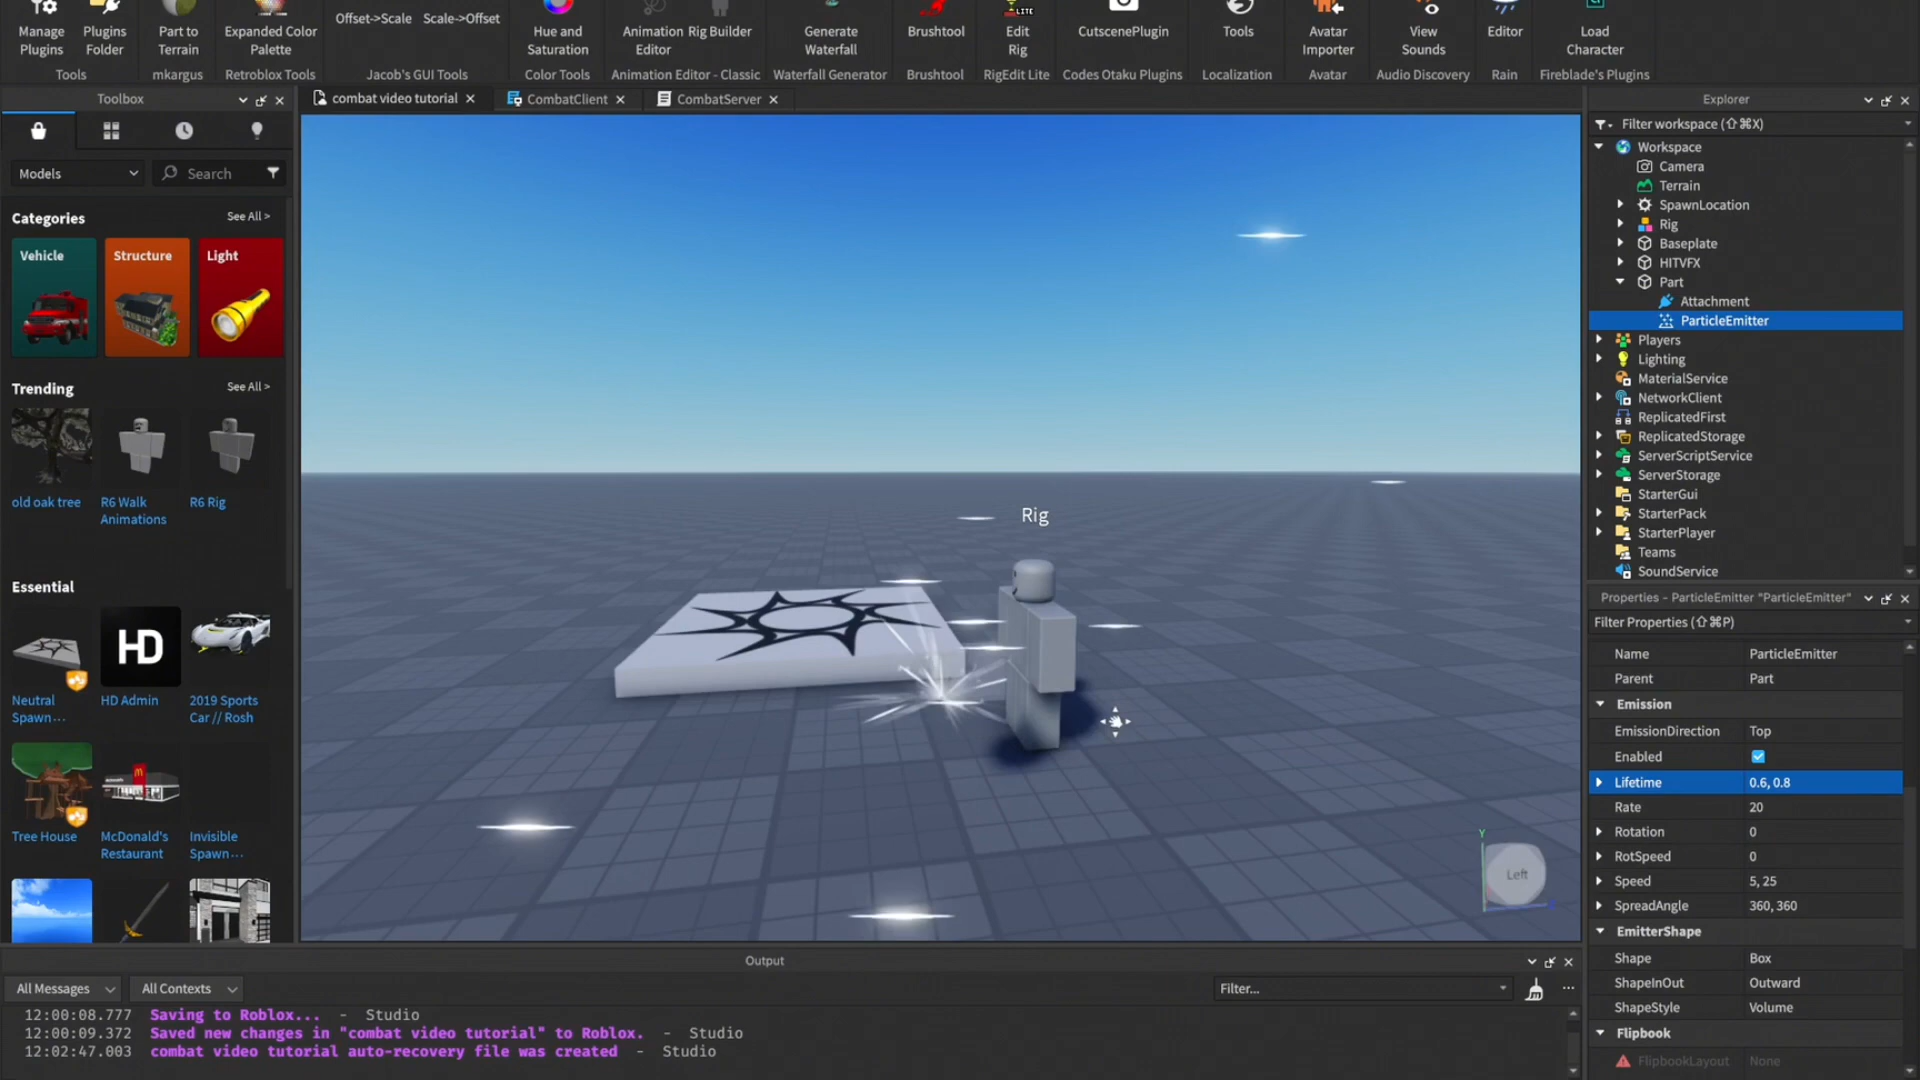 Manage Plugins
Plugins Folder
Part to Terrain
Expanded Color Palette
Offset->Scale
Scale->Offset
Hue and Saturation
Animation Editor
Rig Builder
Generate Waterfall
Brushtool
Edit Rig
LITE
CutscenePlugin
Tools
Avatar Importer
View Sounds
Editor
Load Character
Tools
mkargus
Retroblox Tools
Jacob's GUI Tools
Color Tools
Animation Editor - Classic
Waterfall Generator
Brushtool
RigEdit Lite
Codes Otaku Plugins
Localization
Avatar
Audio Discovery
Rain
Fireblade's Plugins
Toolbox
combat video tutorial
CombatClient
CombatServer
Models
Search
Categories
See All >
Vehicle
Structure
Light
Trending
See All >
old oak tree
R6 Walk Animations
R6 Rig
Essential
HD
Neutral Spawn...
HD Admin
2019 Sports Car // Rosh
Tree House
McDonald's Restaurant
Invisible Spawn...
Rig
Left
Y
Explorer
Filter workspace (⇧⌘X)
Workspace
Camera
Terrain
SpawnLocation
Rig
Baseplate
HITVFX
Part
Attachment
ParticleEmitter
Players
Lighting
MaterialService
NetworkClient
ReplicatedFirst
ReplicatedStorage
ServerScriptService
ServerStorage
StarterGui
StarterPack
StarterPlayer
Teams
SoundService
Properties - ParticleEmitter "ParticleEmitter"
Filter Properties (⇧⌘P)
Name ParticleEmitter
Parent Part
Emission
EmissionDirection Top
Enabled
Lifetime 0.6, 0.8
Rate 20
Rotation 0
RotSpeed 0
Speed 5, 25
SpreadAngle 360, 360
EmitterShape
Shape Box
ShapeInOut Outward
ShapeStyle Volume
Flipbook
FlipbookLayout None
Output
All Messages
All Contexts
Filter...
12:00:08.777 Saving to Roblox... - Studio
12:00:09.372 Saved new changes in "combat video tutorial" to Roblox. - Studio
12:02:47.003 combat video tutorial auto-recovery file was created - Studio